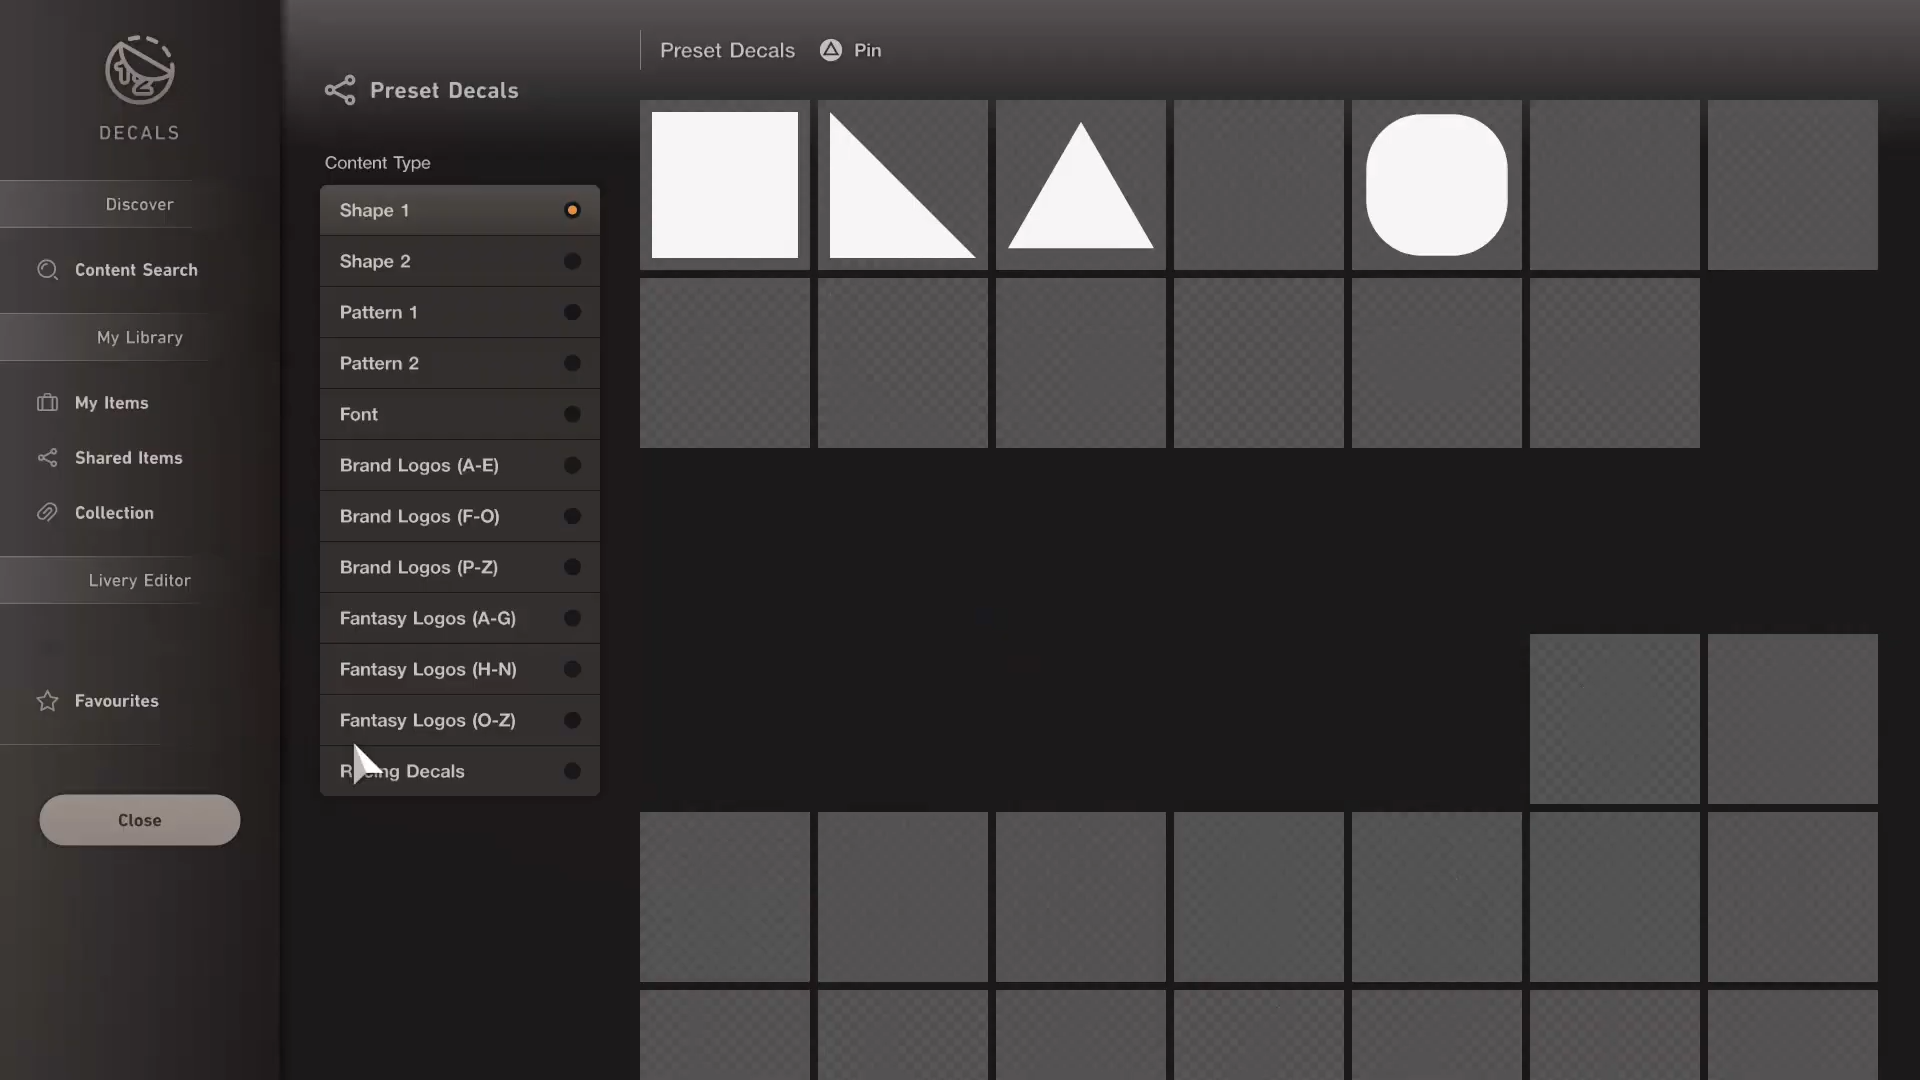 DECALS
Discover
Content Search
My Library
My Items
Shared Items
Collection
Livery Editor
Favourites
Close
Preset Decals
Content Type
Shape 1
Shape 2
Pattern 1
Pattern 2
Font
Brand Logos (A-E)
Brand Logos (F-O)
Brand Logos (P-Z)
Fantasy Logos (A-G)
Fantasy Logos (H-N)
Fantasy Logos (O-Z)
Racing Decals
Preset Decals Pin